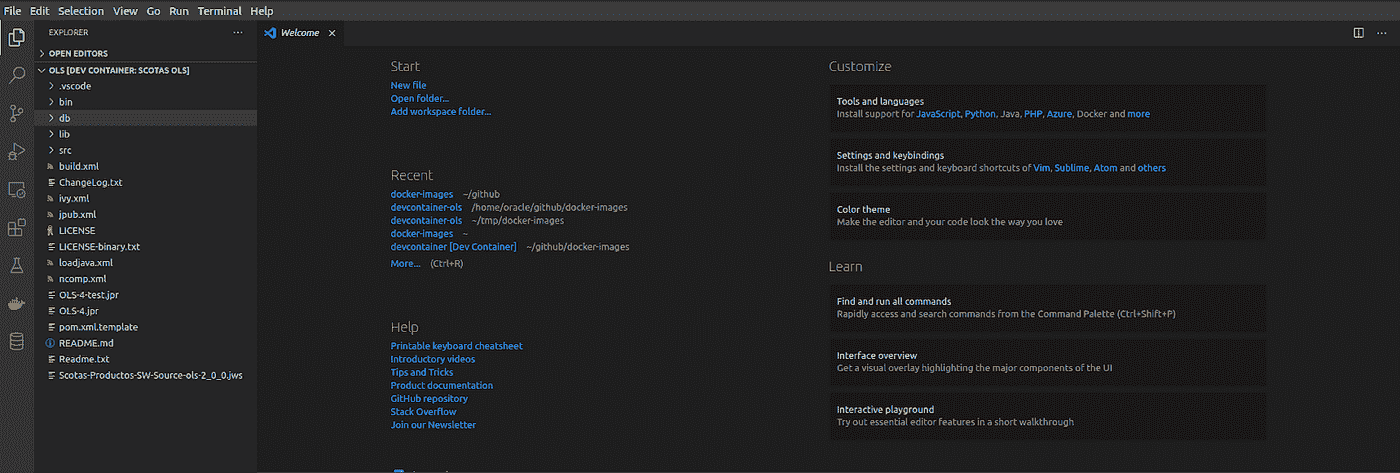 File Edit Selection View Go Run Terminal Help
EXPLORER ...
OPEN EDITORS
OLS [DEV CONTAINER: SCOTAS OLS]
.vscode
bin
db
lib
src
build.xml
ChangeLog.txt
ivy.xml
jpub.xml
LICENSE
LICENSE-binary.txt
loadjava.xml
ncomp.xml
OLS-4-test.jpr
OLS-4.jpr
pom.xml.template
README.md
Readme.txt
Scotas-Productos-SW-Source-ols-2_0_0.jws
Welcome
Start
New file
Open folder...
Add workspace folder...
Recent
docker-images ~/github
devcontainer-ols /home/oracle/github/docker-images
devcontainer-ols ~/tmp/docker-images
docker-images ~
devcontainer [Dev Container] ~/github/docker-images
More... (Ctrl+R)
Help
Printable keyboard cheatsheet
Introductory videos
Tips and Tricks
Product documentation
GitHub repository
Stack Overflow
Join our Newsletter
Customize
Tools and languages
Install support for JavaScript, Python, Java, PHP, Azure, Docker and more
Settings and keybindings
Install the settings and keyboard shortcuts of Vim, Sublime, Atom and others
Color theme
Make the editor and your code look the way you love
Learn
Find and run all commands
Rapidly access and search commands from the Command Palette (Ctrl+Shift+P)
Interface overview
Get a visual overlay highlighting the major components of the UI
Interactive playground
Try out essential editor features in a short walkthrough